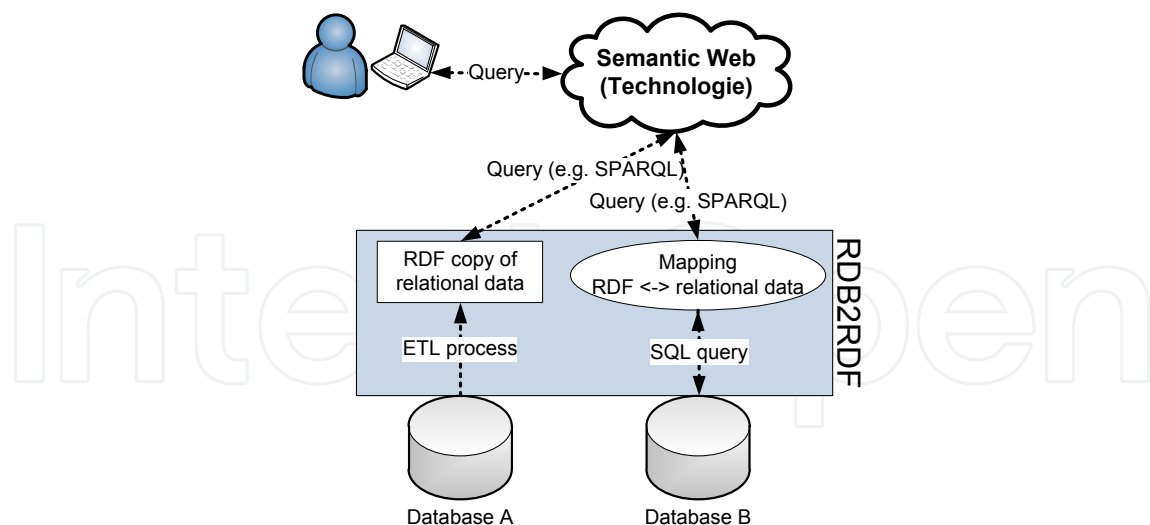 Semantic Web
(Technologie)
Query
Query (e.g. SPARQL)
Query (e.g. SPARQL)
RDF copy of
relational data
Mapping
RDF <-> relational data
RDB2RDF
ETL process
SQL query
Database A
Database B